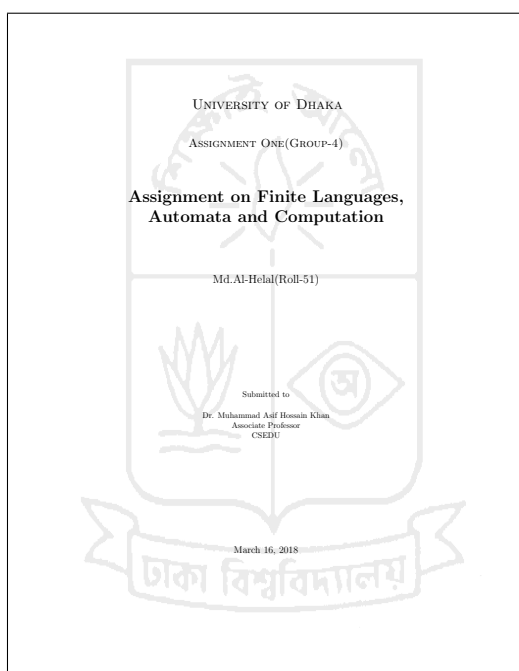 শিক্ষাই আলো
UNIVERSITY OF DHAKA
ASSIGNMENT ONE(GROUP-4)
Assignment on Finite Languages,
Automata and Computation
Md.Al-Helal(Roll-51)
অ
Submitted to
Dr. Muhammad Asif Hossain Khan
Associate Professor
CSEDU
March 16, 2018
ঢাকা বিশ্ববিদ্যালয়